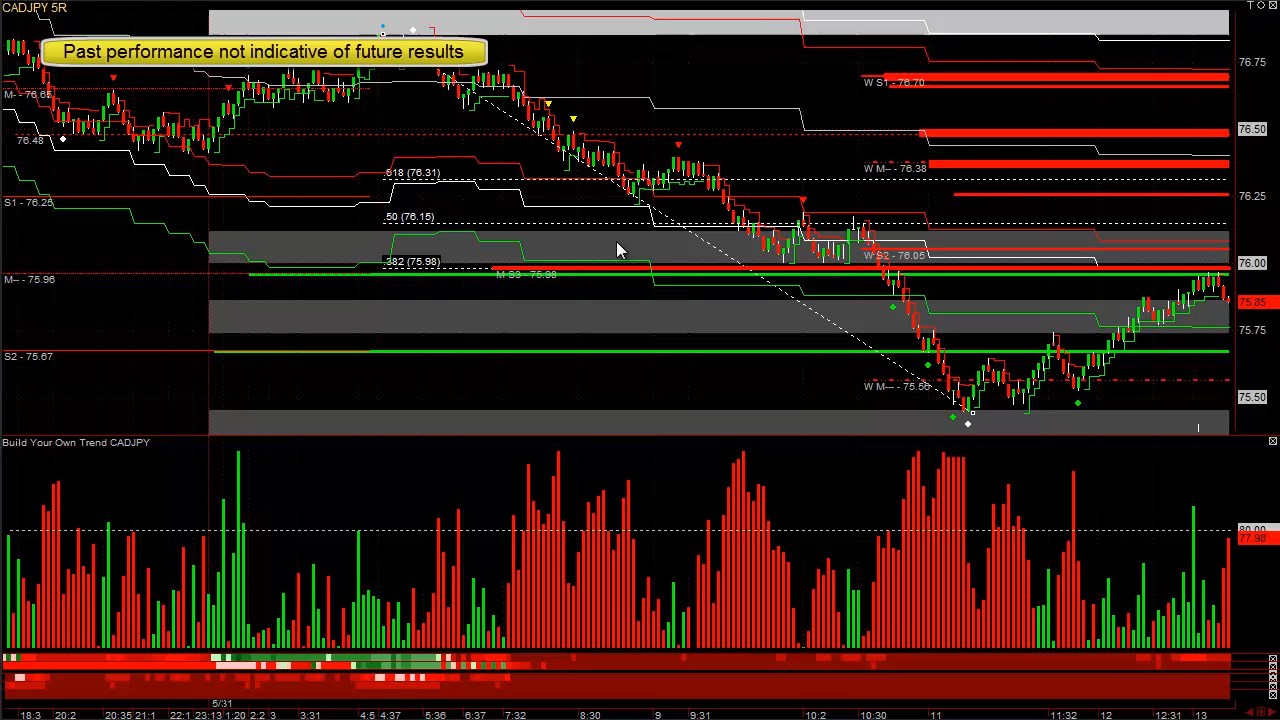 CADJPY 5R
Past performance not indicative of future results
76.75
W S1 - 76.70
M- - 76.65
76.50
76.48
W M-- - 76.38
.618 (76.31)
76.25
S1 - 76.25
.50 (76.15)
W S2 - 76.05
.382 (75.98)
76.00
M S3 - 75.98
M-- - 75.96
75.85
75.75
S2 - 75.67
W M--- - 75.56
75.50
Build Your Own Trend CADJPY
80.00
77.98
5/31
18:3 20:2 20:35 21:1 22:1 23:13 1:20 2:2 3 3:31 4:5 4:37 5:36 6:37 7:32 8:30 9 9:31 10:2 10:30 11 11:32 12 12:31 13